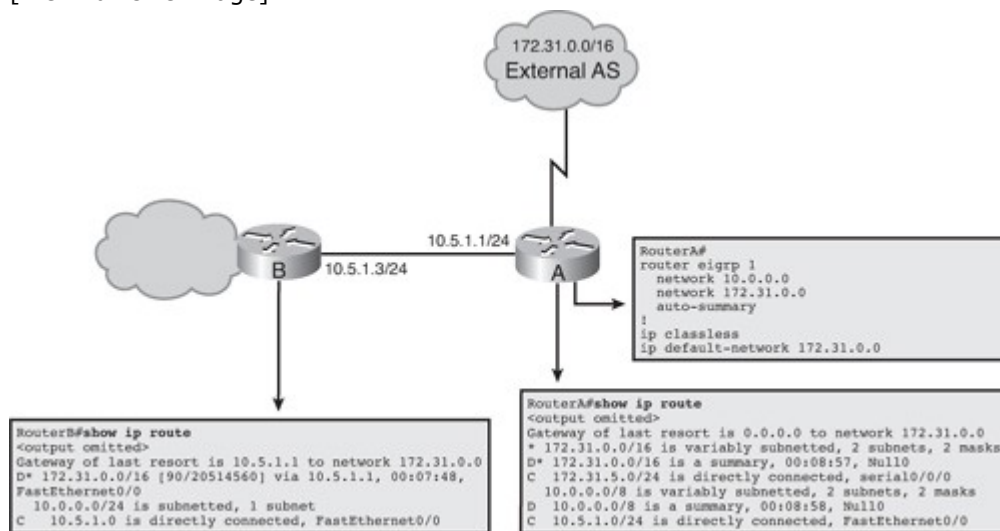 [View full size image]
172.31.0.0/16
External AS
10.5.1.1/24
B
10.5.1.3/24
A
RouterA#
router eigrp 1
network 10.0.0.0
network 172.31.0.0
auto-summary
!
ip classless
ip default-network 172.31.0.0
RouterB#show ip route
<output omitted>
Gateway of last resort is 10.5.1.1 to network 172.31.0.0
D* 172.31.0.0/16 [90/20514560] via 10.5.1.1, 00:07:48,
FastEthernet0/0
10.0.0.0/24 is subnetted, 1 subnet
C 10.5.1.0 is directly connected, FastEthernet0/0
RouterA#show ip route
<output omitted>
Gateway of last resort is 0.0.0.0 to network 172.31.0.0
* 172.31.0.0/16 is variably subnetted, 2 subnets, 2 masks
D* 172.31.0.0/16 is a summary, 00:08:57, Null0
C 172.31.5.0/24 is directly connected, serial0/0/0
10.0.0.0/8 is variably subnetted, 2 subnets, 2 masks
D 10.0.0.0/8 is a summary, 00:08:58, Null0
C 10.5.1.0/24 is directly connected, FastEthernet0/0